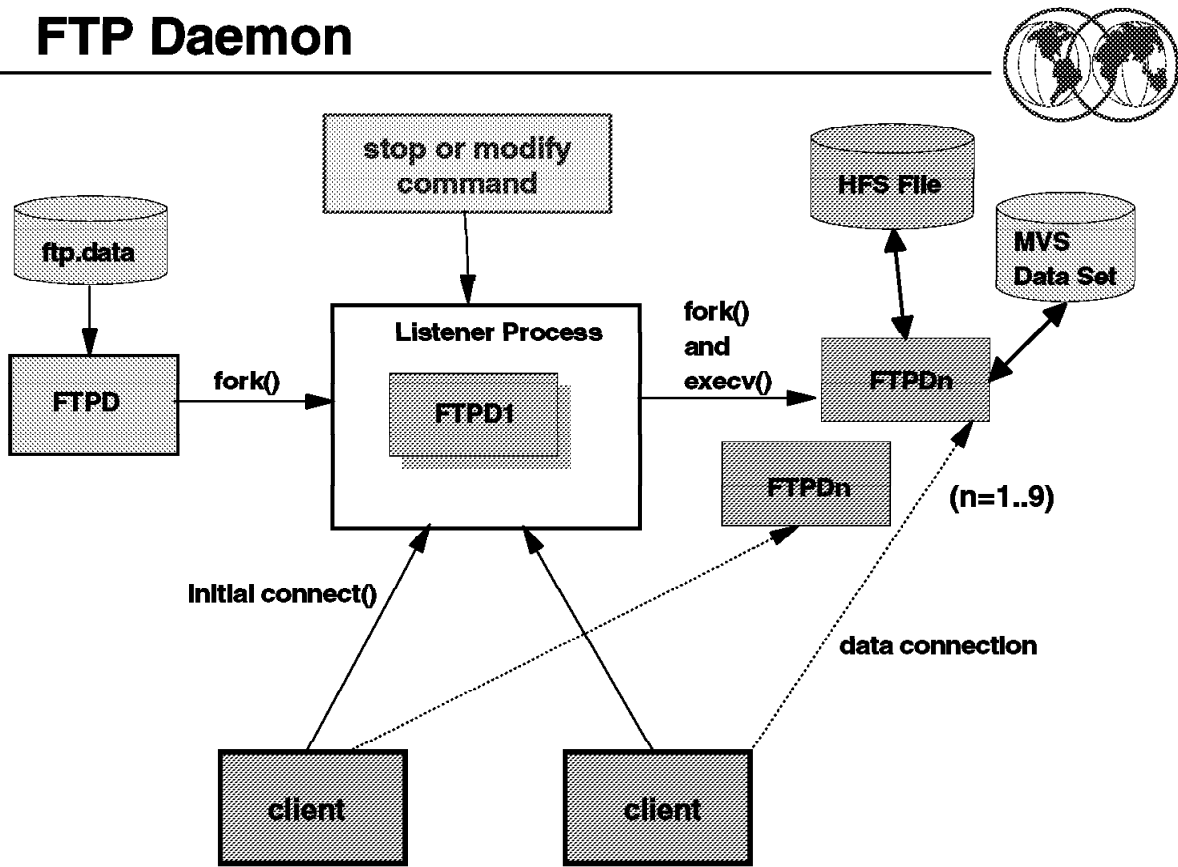 FTP Daemon
stop or modify
command
HFS File
MVS
Data Set
ftp.data
Listener Process
fork()
and
execv()
FTPD
fork()
FTPD1
FTPDn
FTPDn
(n=1..9)
initial connect()
data connection
client
client